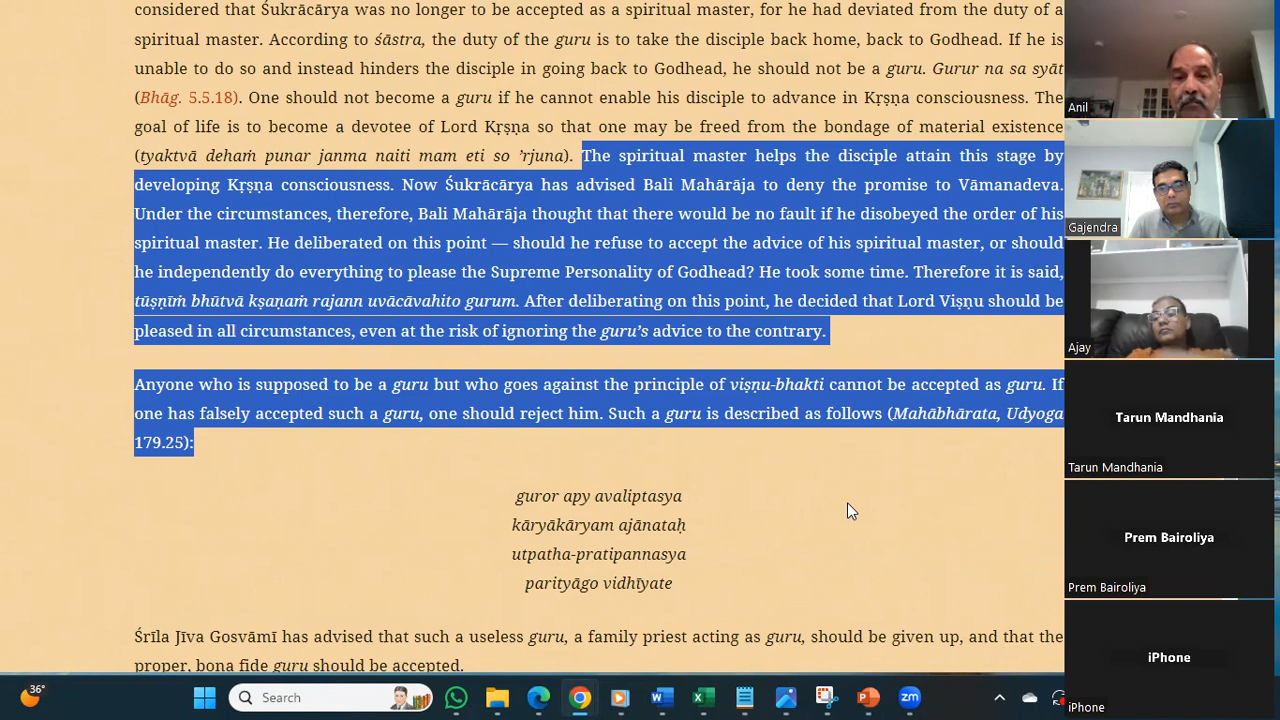 considered that Śukrācārya was no longer to be accepted as a spiritual master, for he had deviated from the duty of a
spiritual master. According to śāstra, the duty of the guru is to take the disciple back home, back to Godhead. If he is
unable to do so and instead hinders the disciple in going back to Godhead, he should not be a guru. Gurur na sa syāt
(Bhāg. 5.5.18). One should not become a guru if he cannot enable his disciple to advance in Kṛṣṇa consciousness. The
goal of life is to become a devotee of Lord Kṛṣṇa so that one may be freed from the bondage of material existence
(tyaktvā dehaṁ punar janma naiti mam eti so ’rjuna). The spiritual master helps the disciple attain this stage by
developing Kṛṣṇa consciousness. Now Śukrācārya has advised Bali Mahārāja to deny the promise to Vāmanadeva.
Under the circumstances, therefore, Bali Mahārāja thought that there would be no fault if he disobeyed the order of his
spiritual master. He deliberated on this point — should he refuse to accept the advice of his spiritual master, or should
he independently do everything to please the Supreme Personality of Godhead? He took some time. Therefore it is said,
tūṣṇīṁ bhūtvā kṣaṇaṁ rajann uvācāvahito gurum. After deliberating on this point, he decided that Lord Viṣṇu should be
pleased in all circumstances, even at the risk of ignoring the guru’s advice to the contrary.
Anyone who is supposed to be a guru but who goes against the principle of viṣṇu-bhakti cannot be accepted as guru. If
one has falsely accepted such a guru, one should reject him. Such a guru is described as follows (Mahābhārata, Udyoga
179.25):
guror apy avaliptasya
kāryākāryam ajānataḥ
utpatha-pratipannasya
parityāgo vidhīyate
Śrīla Jīva Gosvāmī has advised that such a useless guru, a family priest acting as guru, should be given up, and that the
proper, bona fide guru should be accepted.
Anil
Gajendra
Ajay
Tarun Mandhania
Tarun Mandhania
Prem Bairoliya
Prem Bairoliya
iPhone
iPhone
36°
Search
zm